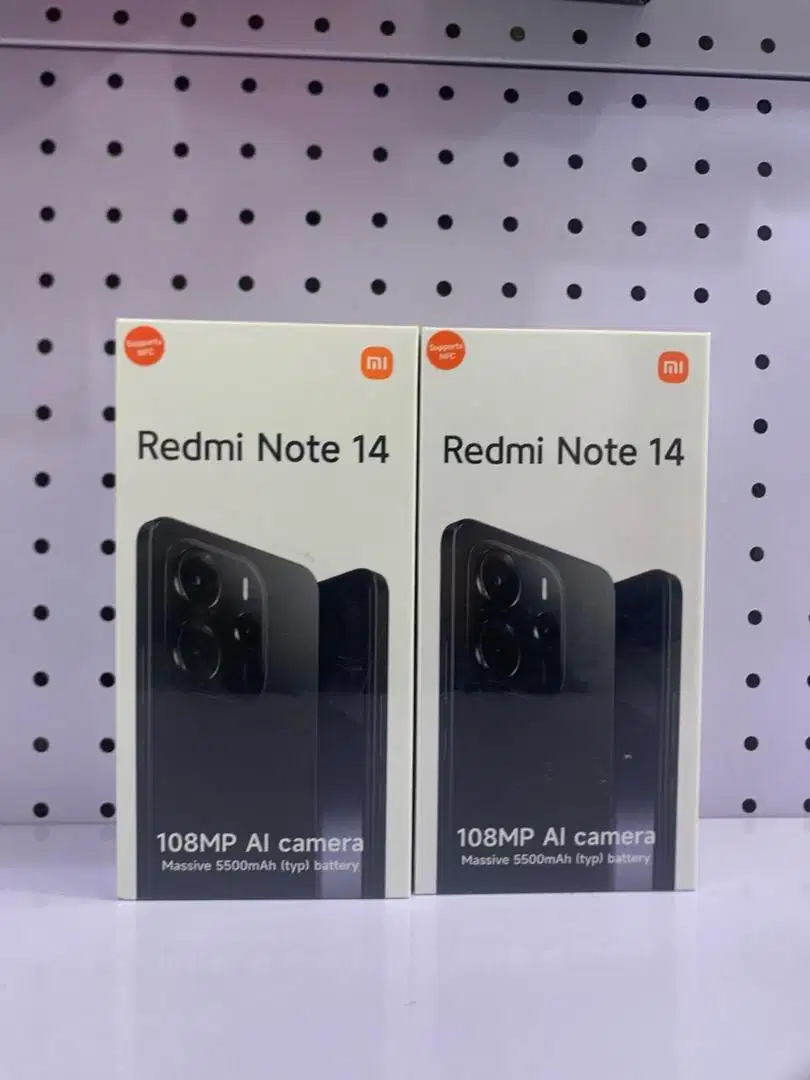 Supports
NFC
mi
Redmi Note 14
108MP AI camera
Massive 5500mAh (typ) battery
Supports
NFC
mi
Redmi Note 14
108MP AI camera
Massive 5500mAh (typ) battery